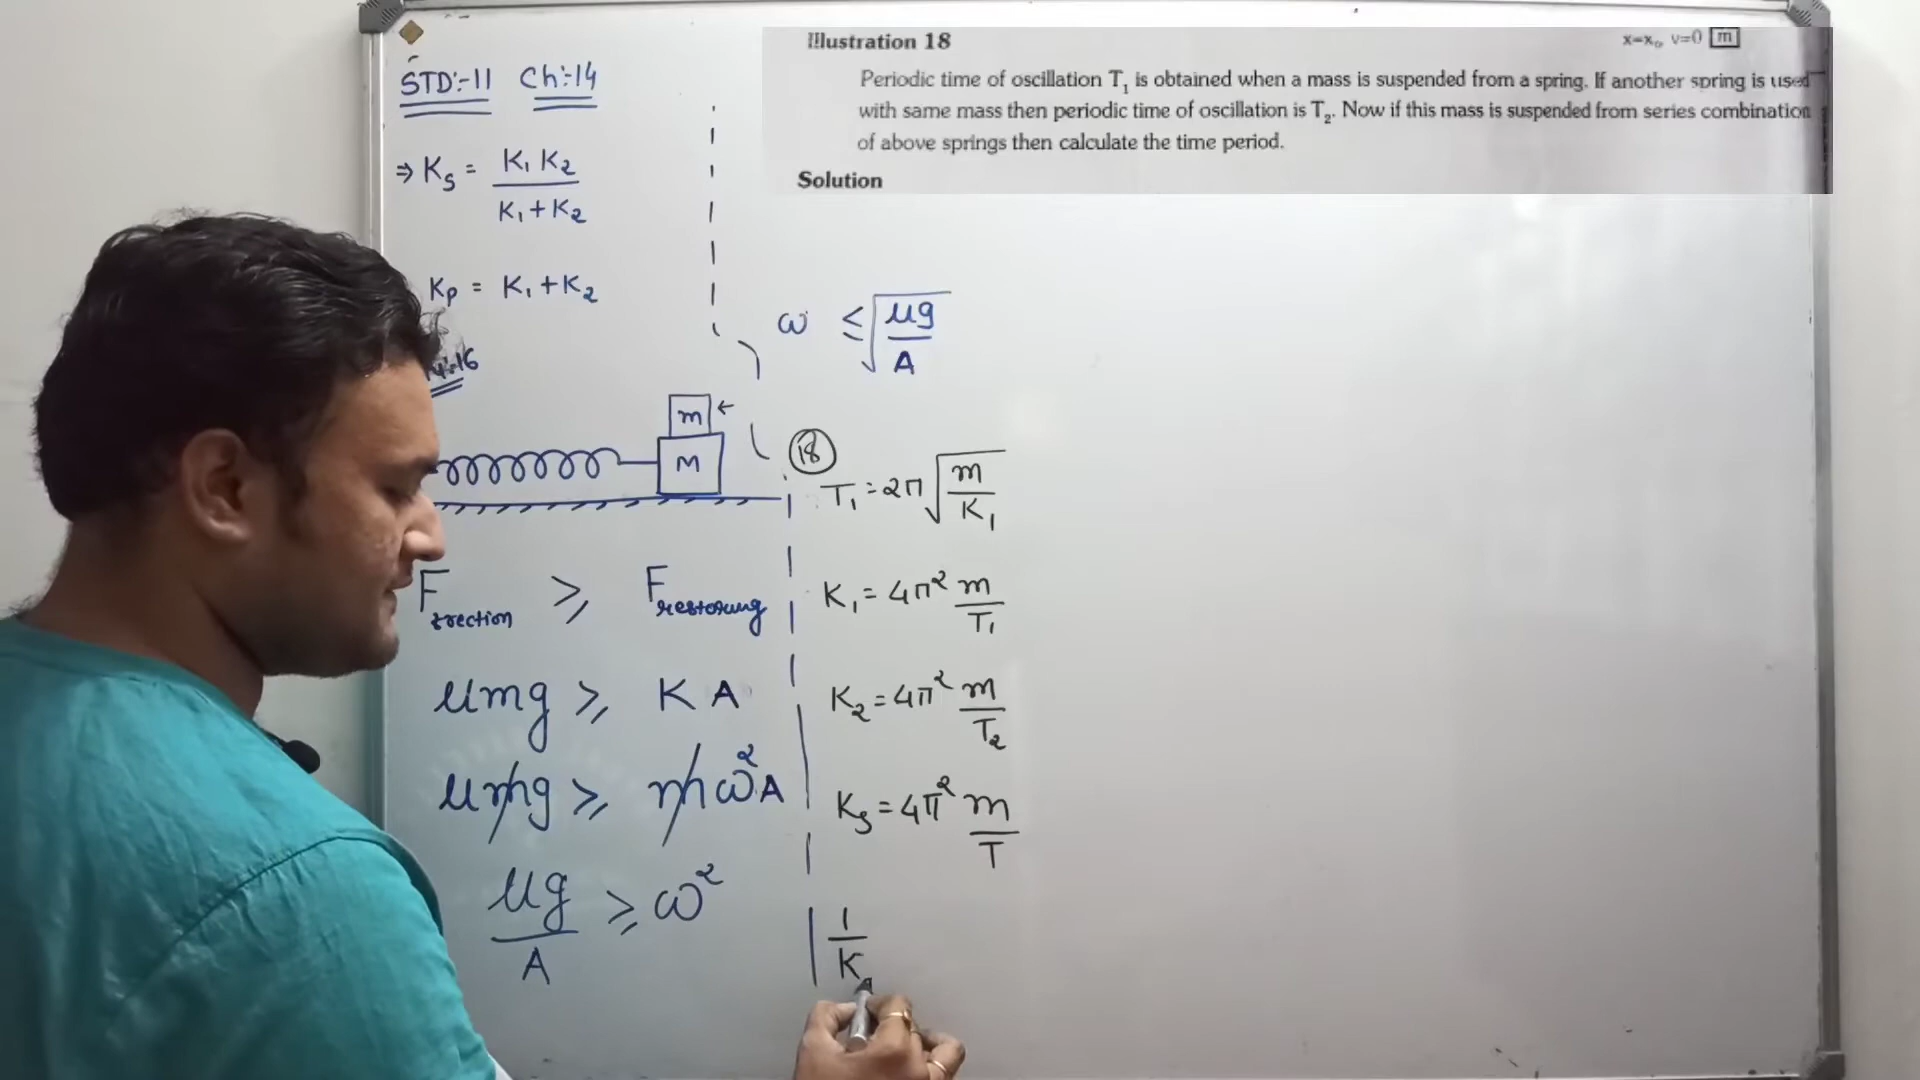 Illustration 18
x=x₀, v=0 m
Periodic time of oscillation T₁ is obtained when a mass is suspended from a spring. If another spring is used
with same mass then periodic time of oscillation is T₂. Now if this mass is suspended from series combination
of above springs then calculate the time period.
Solution
STD:-11 Ch:-14
⇒ Ks = K₁ K₂ / K₁ + K₂
Kp = K₁ + K₂
16
m
M
F ≥ F restoring
μmg ≥ K A
μmg ≥ mω²A
μg / A ≥ ω²
ω ≤ √(μg / A)
18
T₁ = 2π √(m / K₁)
K₁ = 4π² m / T₁
K₂ = 4π² m / T₂
Ks = 4π² m / T
1 / K